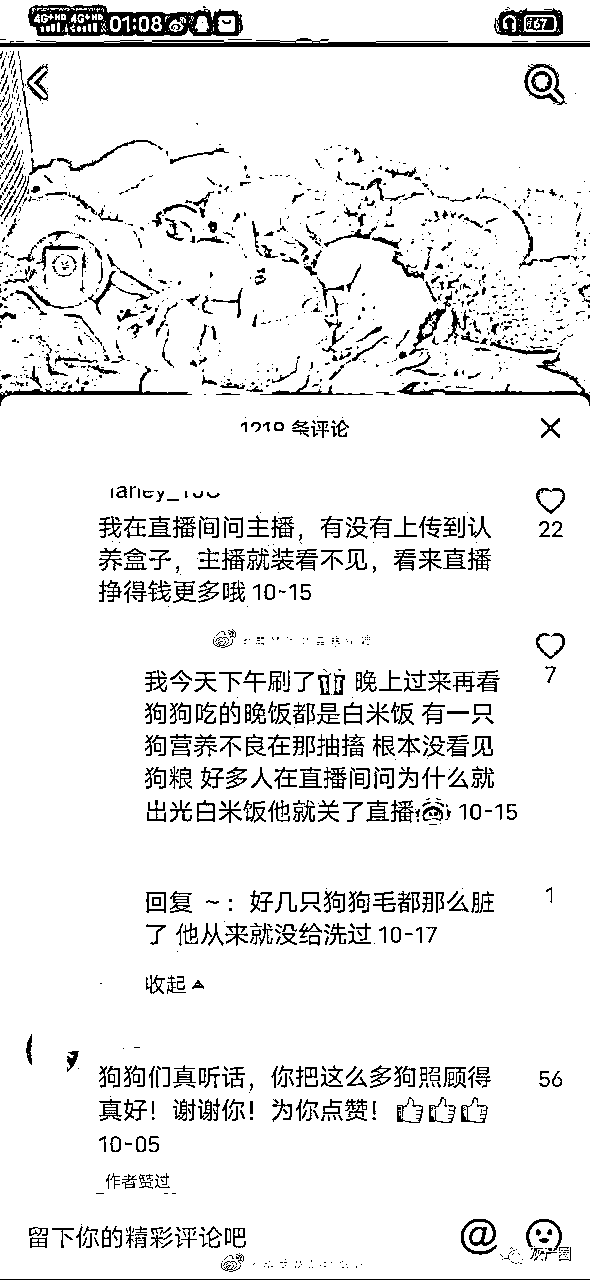 4G+HD 4G+HD 01:08 67
条评论
我在直播间问主播，有没有上传到认
养盒子，主播就装看不见，看来直播
挣得钱更多哦 10-15
22
我今天下午刷了 晚上过来再看
狗狗吃的晚饭都是白米饭 有一只
狗营养不良在那抽搐 根本没看见
狗粮 好多人在直播间问为什么就
出光白米饭他就关了直播 10-15
7
回复 ～：好几只狗狗毛都那么脏
了 他从来就没给洗过 10-17
1
收起
狗狗们真听话，你把这么多狗照顾得
真好！谢谢你！为你点赞！👍👍👍
10-05
56
作者赞过
留下你的精彩评论吧
@
灰产圈